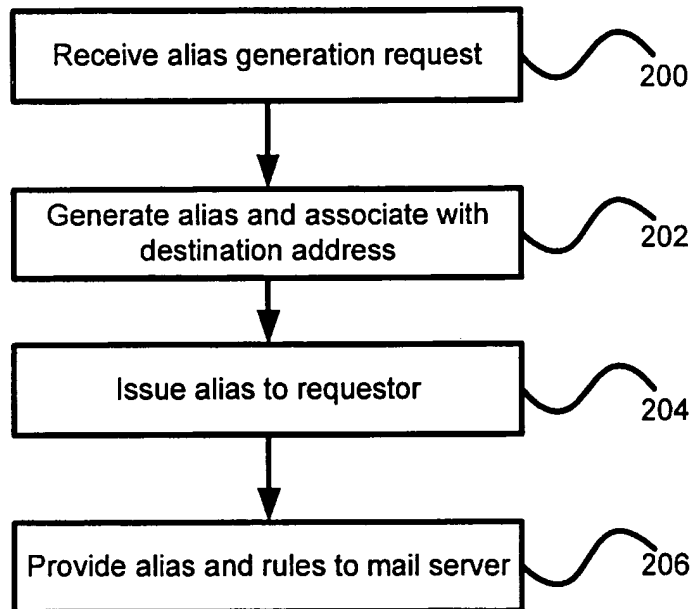 Receive alias generation request
200
Generate alias and associate with
destination address
202
Issue alias to requestor
204
Provide alias and rules to mail server
206